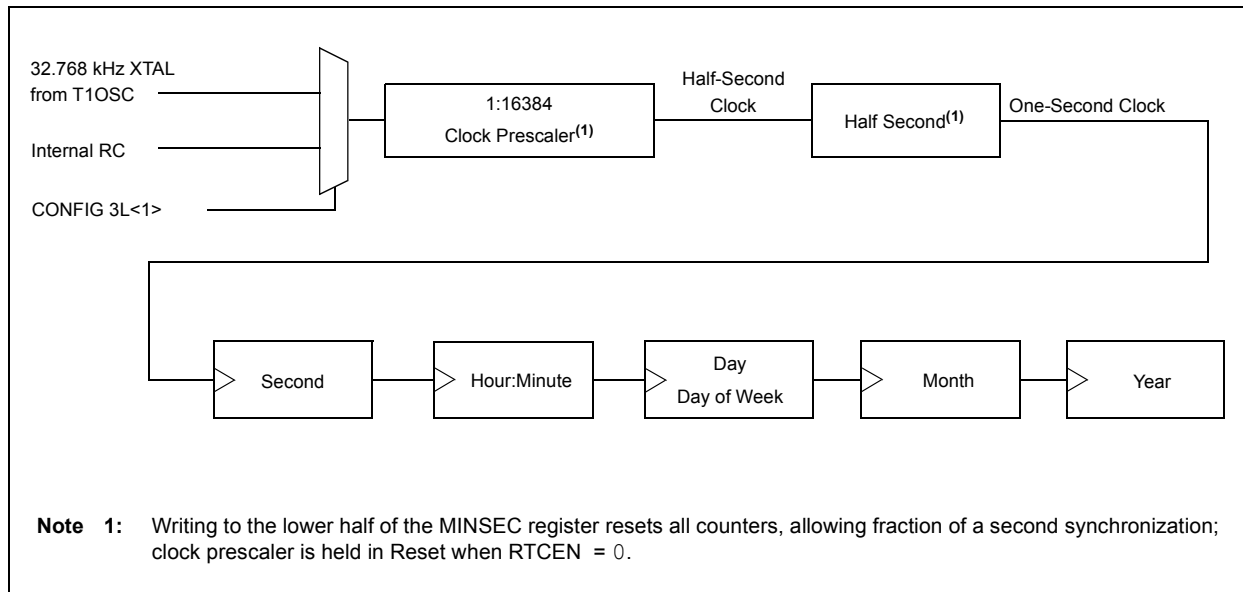 32.768 kHz XTAL
from T1OSC
Internal RC
CONFIG 3L<1>
1:16384
Clock Prescaler(1)
Half-Second
Clock
Half Second(1)
One-Second Clock
Second
Hour:Minute
Day
Day of Week
Month
Year
Note 1: Writing to the lower half of the MINSEC register resets all counters, allowing fraction of a second synchronization;
clock prescaler is held in Reset when RTCEN = 0.